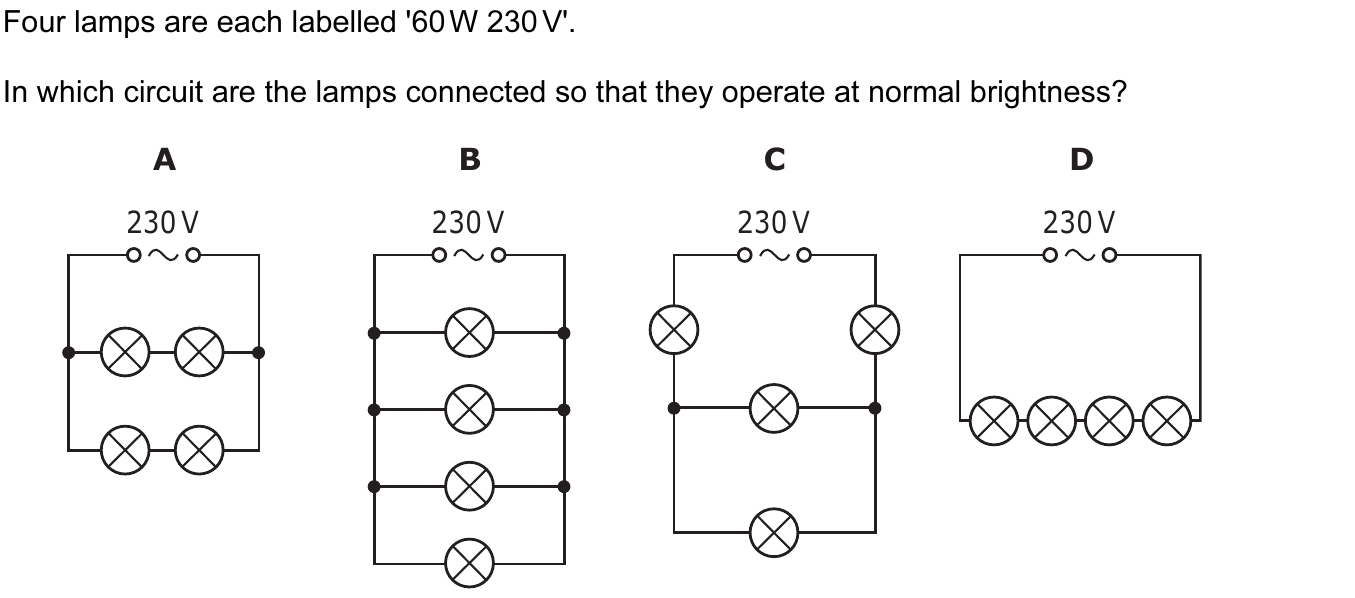 Four lamps are each labelled '60 W 230 V'.
In which circuit are the lamps connected so that they operate at normal brightness?
A B C D
230 V 230 V 230 V 230 V